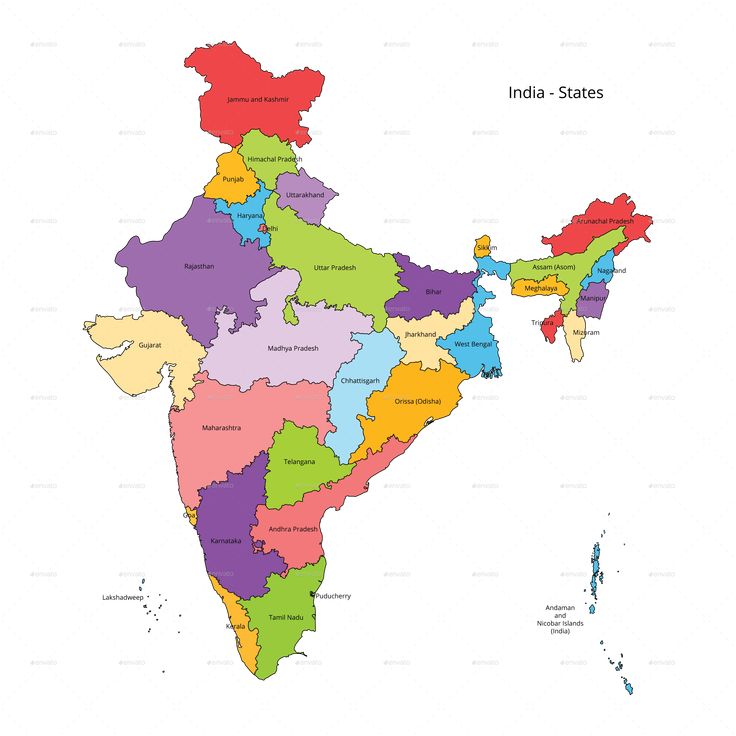 India - States
Jammu and Kashmir
Himachal Pradesh
Punjab
Uttarakhand
Haryana
Delhi
Arunachal Pradesh
Sikkim
Rajasthan
Uttar Pradesh
Assam (Asom)
Nagaland
Bihar
Meghalaya
Manipur
Tripura
Mizoram
Gujarat
Madhya Pradesh
Jharkhand
West Bengal
Chhattisgarh
Orissa (Odisha)
Maharashtra
Telangana
Goa
Andhra Pradesh
Karnataka
Lakshadweep
Puducherry
Tamil Nadu
Kerala
Andaman
and
Nicobar Islands
(India)
envato